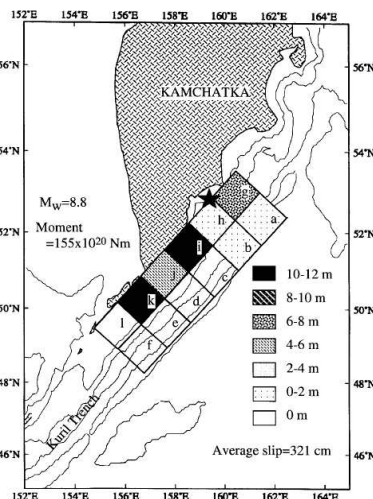 152°E 154°E 156°E 158°E 160°E 162°E 164°E
56°N 56°N
KAMCHATKA
54°N 54°N
g
a
h
Mw=8.8
Moment
=155x10²⁰ Nm
52°N 52°N
i
b
j
c
k
d
50°N 50°N
l
e
f
48°N 48°N
Kuril Trench
46°N 46°N
10-12 m
8-10 m
6-8 m
4-6 m
2-4 m
0-2 m
0 m
Average slip=321 cm
152°E 154°E 156°E 158°E 160°E 162°E 164°E